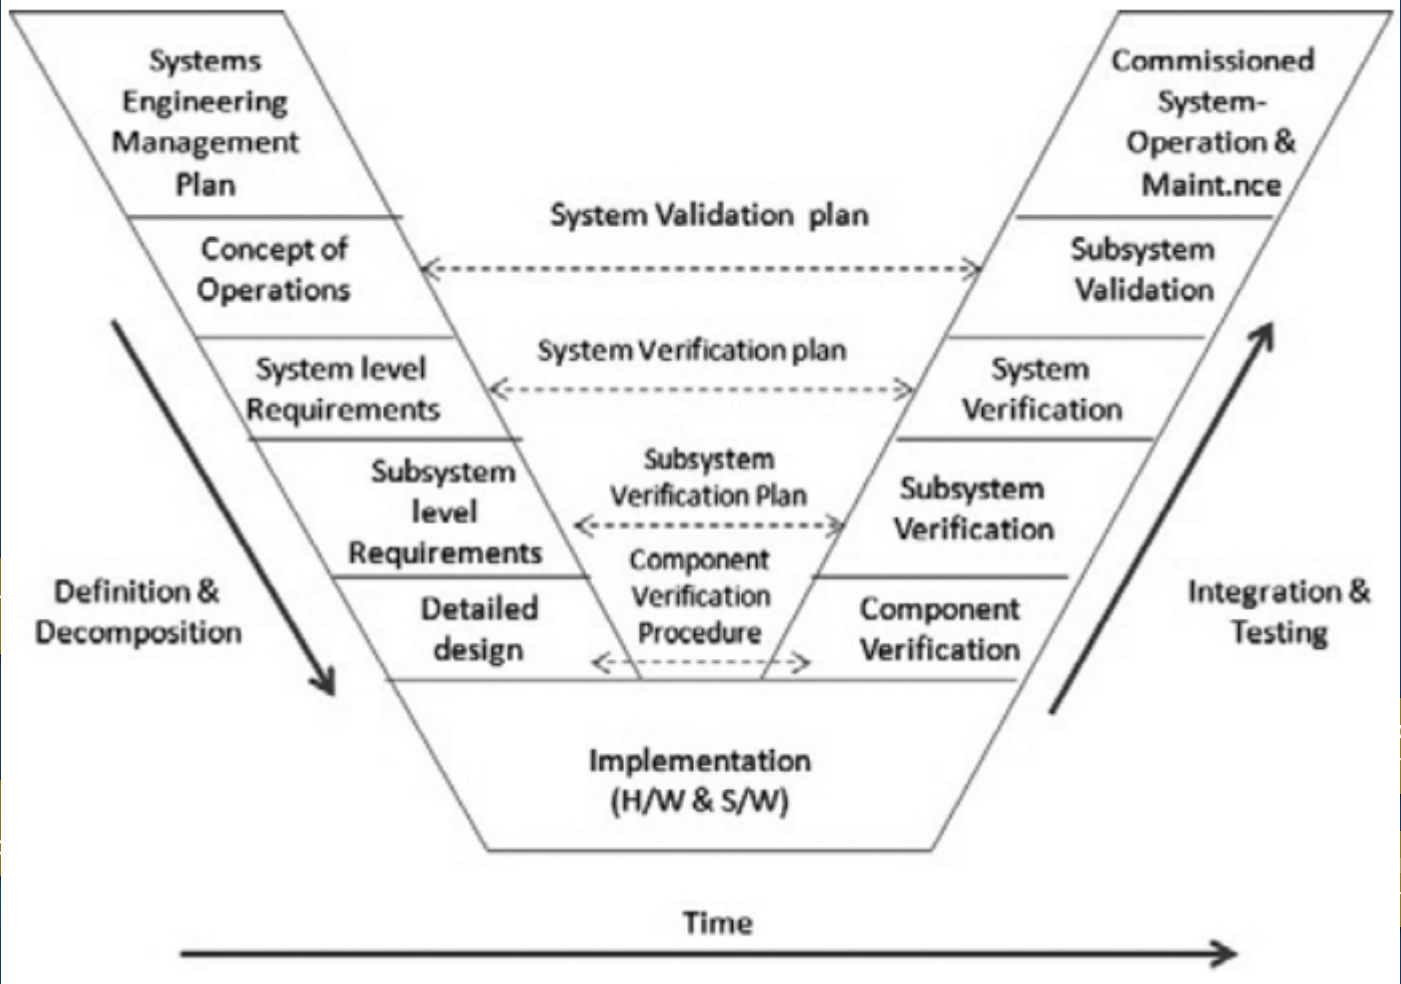 Systems
Engineering
Management
Plan
Concept of
Operations
System level
Requirements
Subsystem
level
Requirements
Detailed
design
Definition &
Decomposition
System Validation plan
System Verification plan
Subsystem
Verification Plan
Component
Verification
Procedure
Implementation
(H/W & S/W)
Commissioned
System-
Operation &
Maint.nce
Subsystem
Validation
System
Verification
Subsystem
Verification
Component
Verification
Integration &
Testing
Time